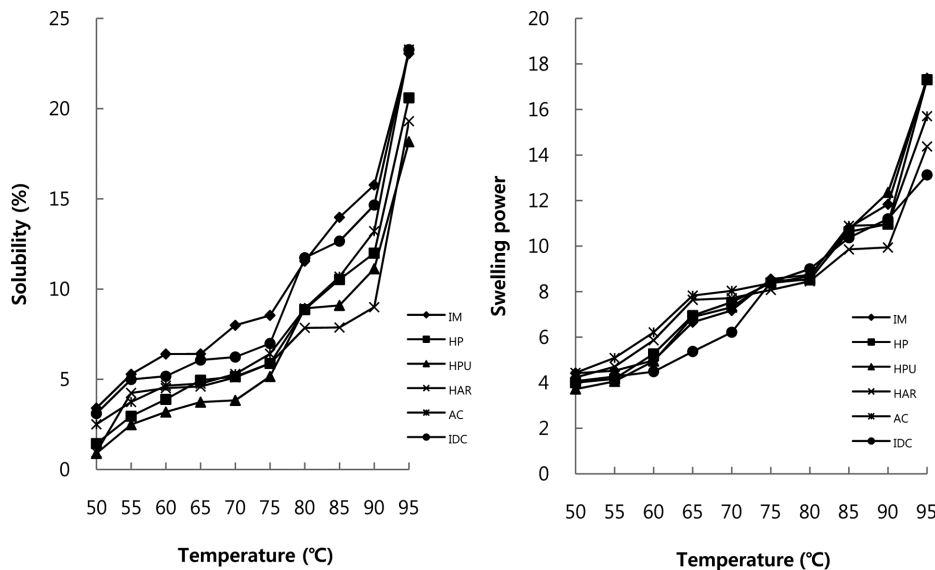 25
20
15
10
5
0
Solubility (%)
IM
HP
HPU
HAR
AC
IDC
50 55 60 65 70 75 80 85 90 95
Temperature (℃)
20
18
16
14
12
10
8
6
4
2
0
Swelling power
IM
HP
HPU
HAR
AC
IDC
50 55 60 65 70 75 80 85 90 95
Temperature (℃)